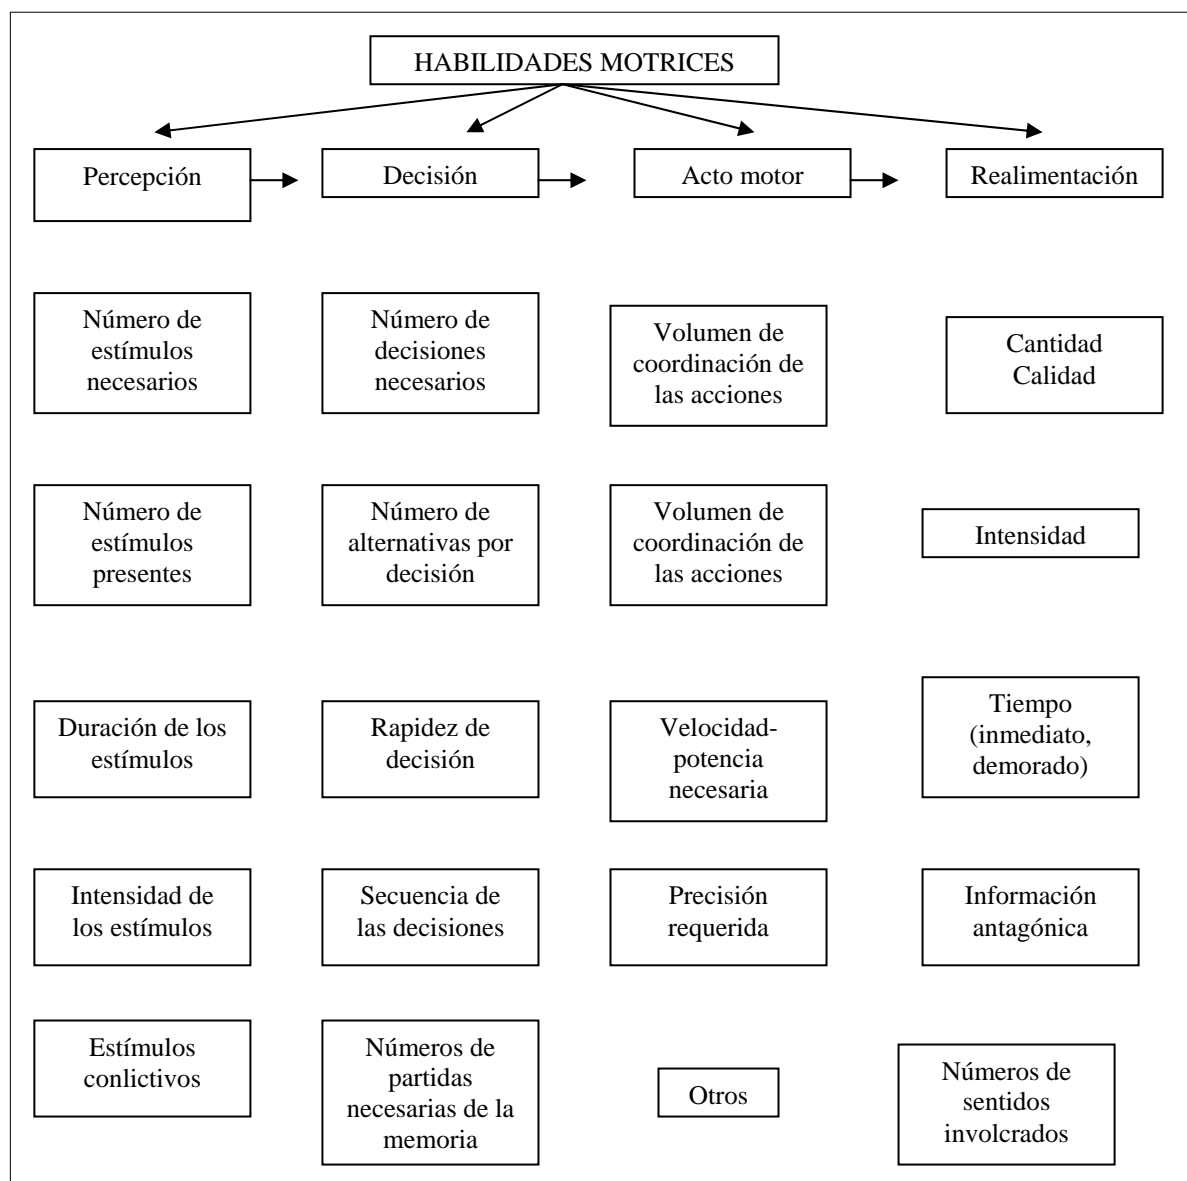 HABILIDADES MOTRICES
Percepción
Decisión
Acto motor
Realimentación
Número de
estímulos
necesarios
Número de
decisiones
necesarios
Volumen de
coordinación de
las acciones
Cantidad
Calidad
Número de
estímulos
presentes
Número de
alternativas por
decisión
Volumen de
coordinación de
las acciones
Intensidad
Duración de los
estímulos
Rapidez de
decisión
Velocidad-
potencia
necesaria
Tiempo
(inmediato,
demorado)
Intensidad de
los estímulos
Secuencia de
las decisiones
Precisión
requerida
Información
antagónica
Estímulos
conlictivos
Números de
partidas
necesarias de la
memoria
Otros
Números de
sentidos
involcrados